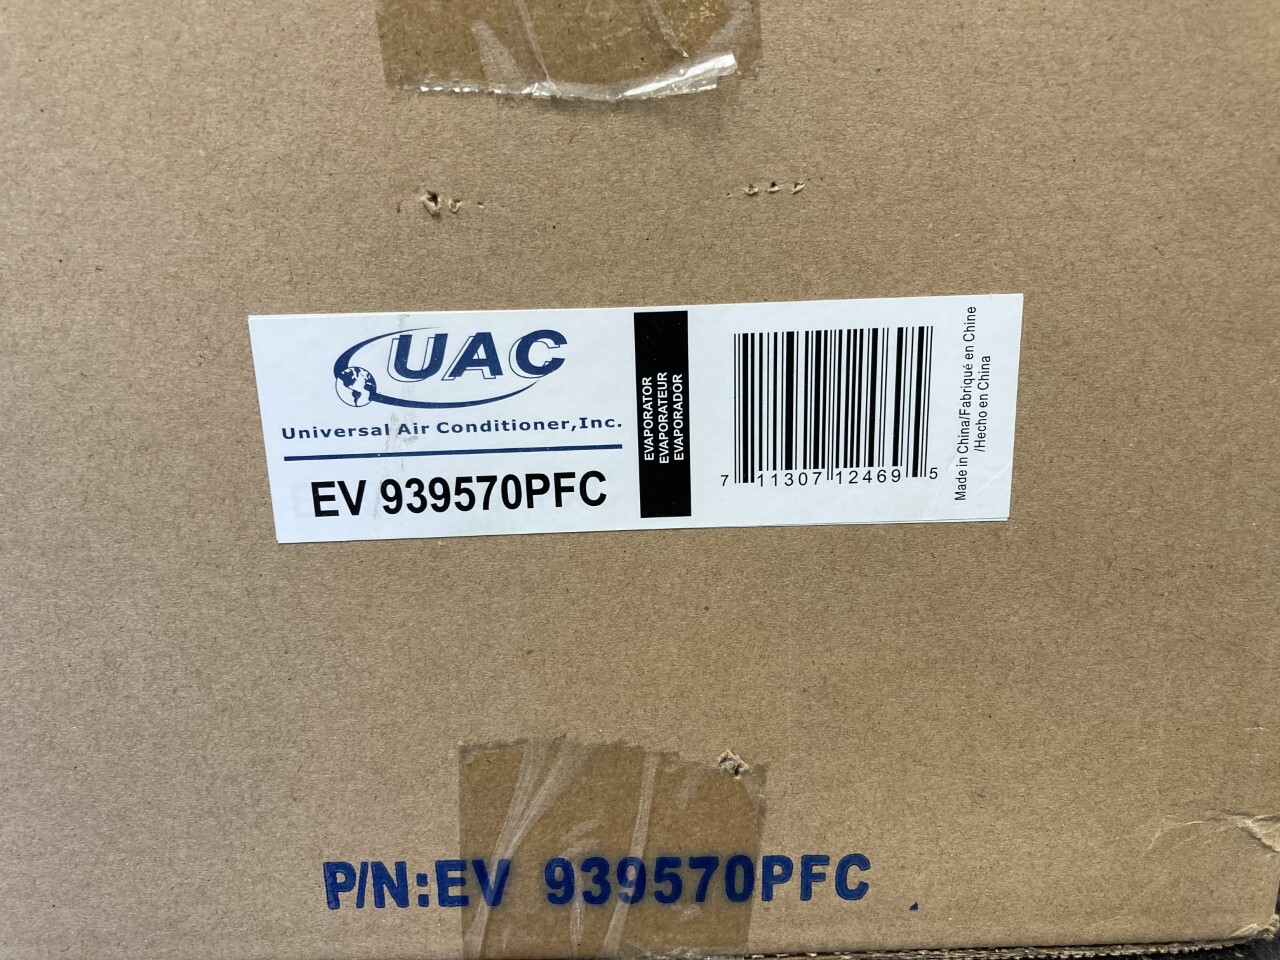 UAC
Universal Air Conditioner,Inc.
EV 939570PFC
EVAPORATOR
EVAPORATEUR
EVAPORADOR
7 11307 12469 5
Made in China/Fabriqué en Chine
/Hecho en China
P/N:EV 939570PFC